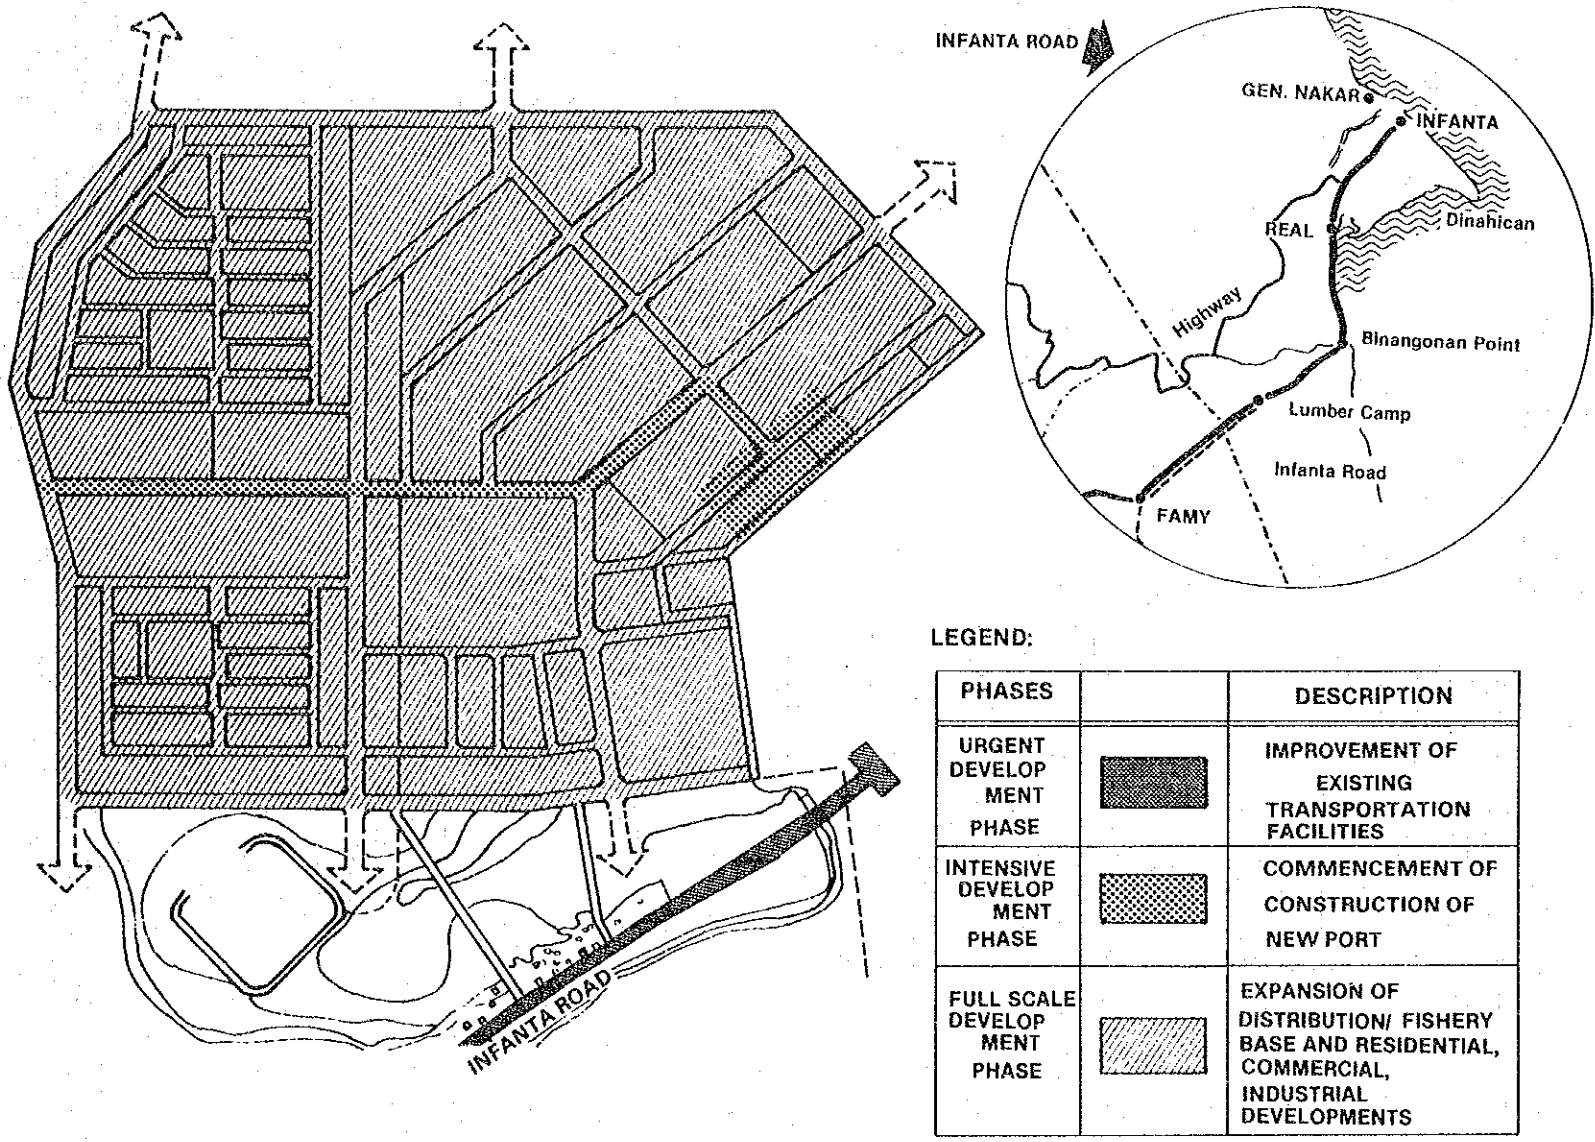 INFANTA ROAD
GEN. NAKAR
INFANTA
REAL
Dinahican
Highway
Binangonan Point
Lumber Camp
Infanta Road
FAMY
INFANTA ROAD
LEGEND:
PHASES
DESCRIPTION
URGENT
DEVELOP
MENT
PHASE
IMPROVEMENT OF
EXISTING
TRANSPORTATION
FACILITIES
INTENSIVE
DEVELOP
MENT
PHASE
COMMENCEMENT OF
CONSTRUCTION OF
NEW PORT
FULL SCALE
DEVELOP
MENT
PHASE
EXPANSION OF
DISTRIBUTION/ FISHERY
BASE AND RESIDENTIAL,
COMMERCIAL,
INDUSTRIAL
DEVELOPMENTS